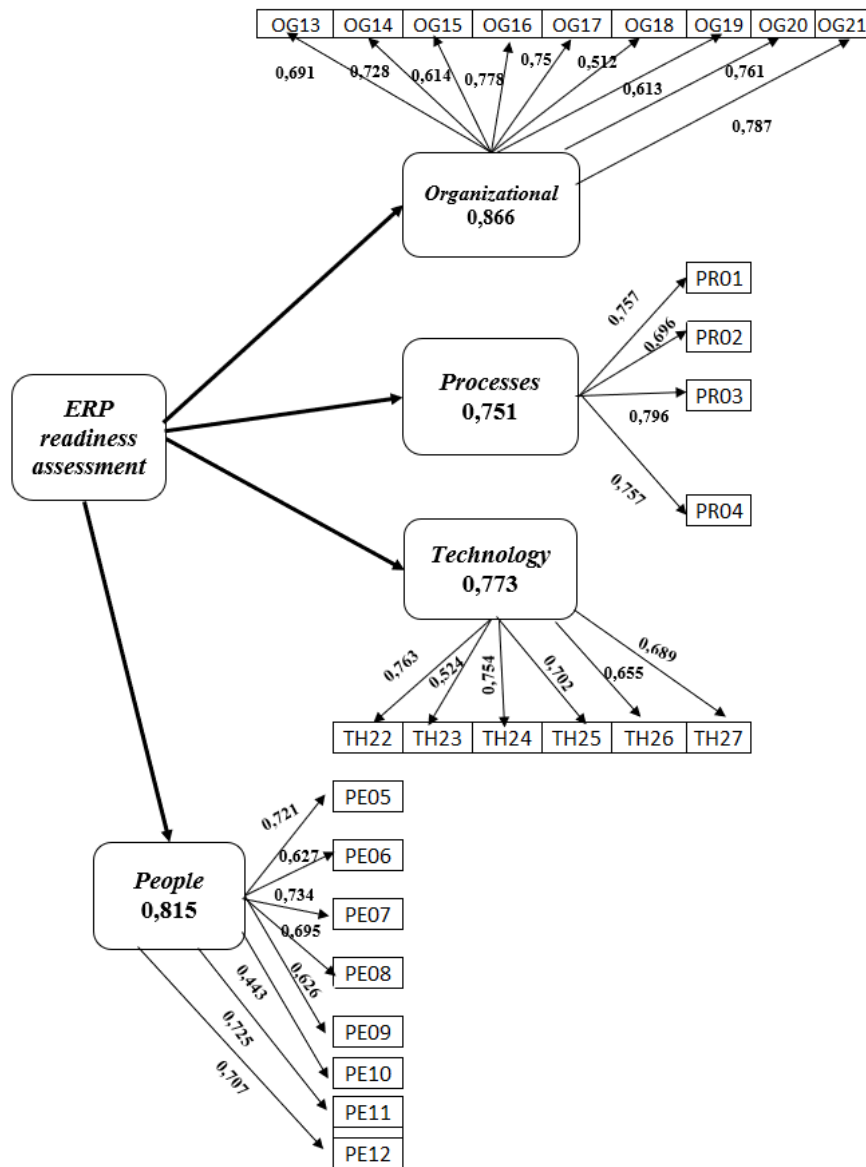 OG13 OG14 OG15 OG16 OG17 OG18 OG19 OG20 OG21
0,691 0,728 0,614 0,778 0,75 0,512 0,613 0,761 0,787
Organizational
0,866
PR01
0,757
PR02
0,696
Processes
0,751
PR03
0,796
PR04
0,757
ERP
readiness
assessment
Technology
0,773
0,763 0,524 0,754 0,702 0,655 0,689
TH22 TH23 TH24 TH25 TH26 TH27
PE05
0,721
PE06
0,627
People
0,815
0,734
PE07
0,695
PE08
0,626
PE09
0,443
PE10
0,725
PE11
0,707
PE12